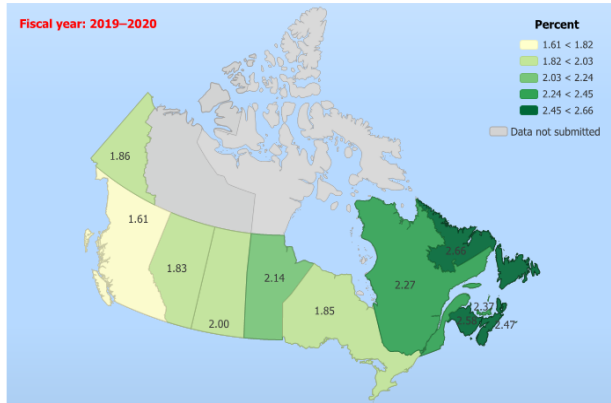 Fiscal year: 2019–2020
Percent
1.61 < 1.82
1.82 < 2.03
2.03 < 2.24
2.24 < 2.45
2.45 < 2.66
Data not submitted
1.86
1.61
1.83
2.00
2.14
1.85
2.27
2.66
2.37
2.58
2.47